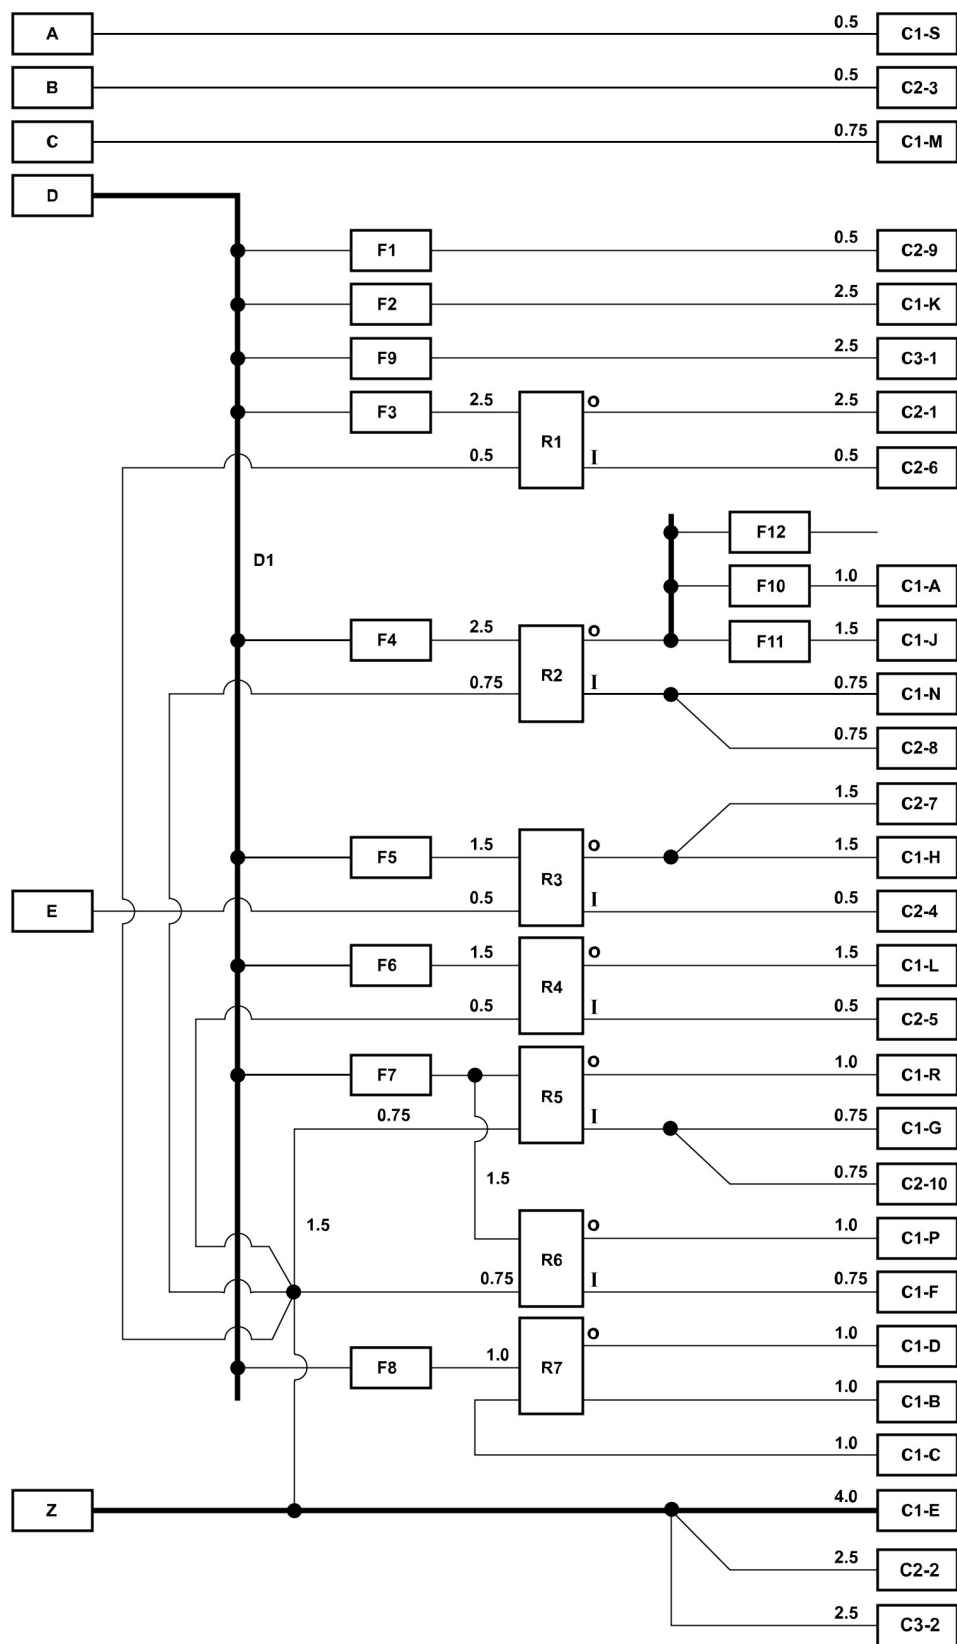 A 0.5 C1-S
B 0.5 C2-3
C 0.75 C1-M
D
F1 0.5 C2-9
F2 2.5 C1-K
F9 2.5 C3-1
F3 2.5 O 2.5 C2-1
R1
0.5 I 0.5 C2-6
F12
D1
F10 1.0 C1-A
F4 2.5 O F11 1.5 C1-J
R2
0.75 I 0.75 C1-N
0.75 C2-8
1.5 C2-7
F5 1.5 O 1.5 C1-H
R3
E 0.5 I 0.5 C2-4
F6 1.5 O 1.5 C1-L
R4
0.5 I 0.5 C2-5
F7 O 1.0 C1-R
R5
0.75 I 0.75 C1-G
1.5 0.75 C2-10
1.5 O 1.0 C1-P
R6
0.75 I 0.75 C1-F
O 1.0 C1-D
F8 1.0 R7
1.0 C1-B
1.0 C1-C
Z 4.0 C1-E
2.5 C2-2
2.5 C3-2